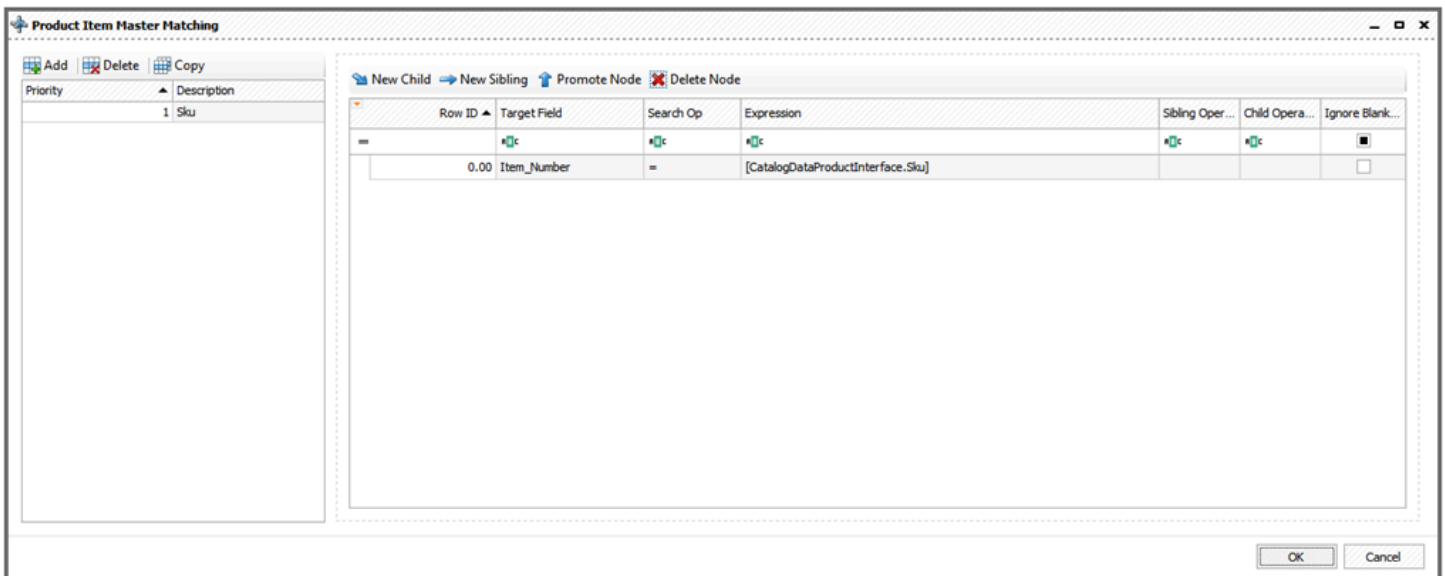 Product Item Master Matching
Add Delete Copy
Priority Description
1 Sku
New Child New Sibling Promote Node Delete Node
Row ID Target Field Search Op Expression Sibling Oper... Child Opera... Ignore Blank...
=
0.00 Item_Number = [CatalogDataProductInterface.Sku]
OK Cancel